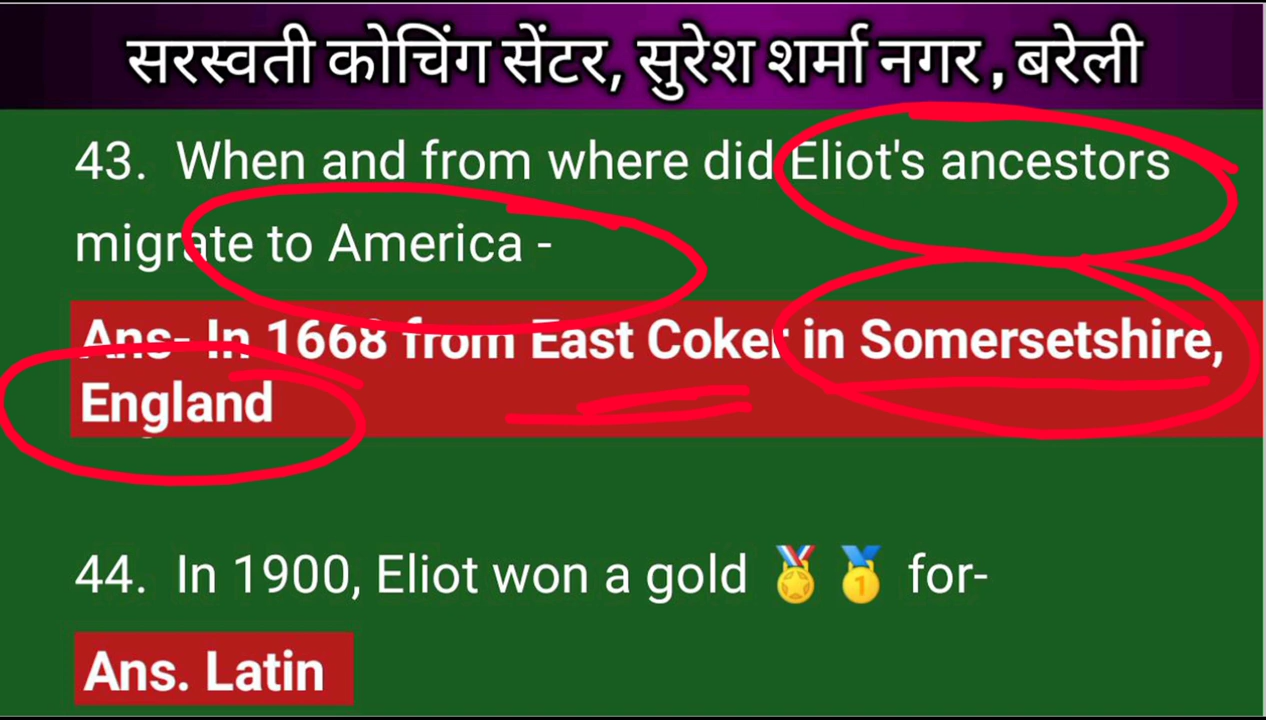 सरस्वती कोचिंग सेंटर, सुरेश शर्मा नगर , बरेली
43. When and from where did Eliot's ancestors
migrate to America -
Ans- In 1668 from East Coker in Somersetshire,
England
44. In 1900, Eliot won a gold 🏅 🥇 for-
Ans. Latin